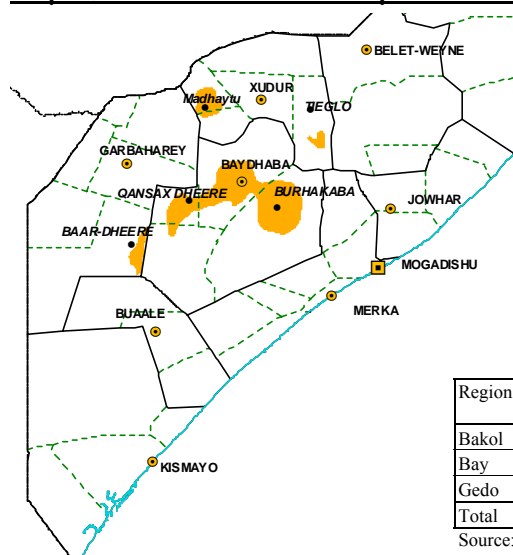 BELET-WEYNE
XUDUR
Madhaytu
TIEGLO
GARBAHAREY
BAYDHABA
QANSAX DHEERE
BURHAKABA
JOWHAR
BAAR-DHEERE
MOGADISHU
BUAALE
MERKA
KISMAYO
Region
Bakol
Bay
Gedo
Total
Source: